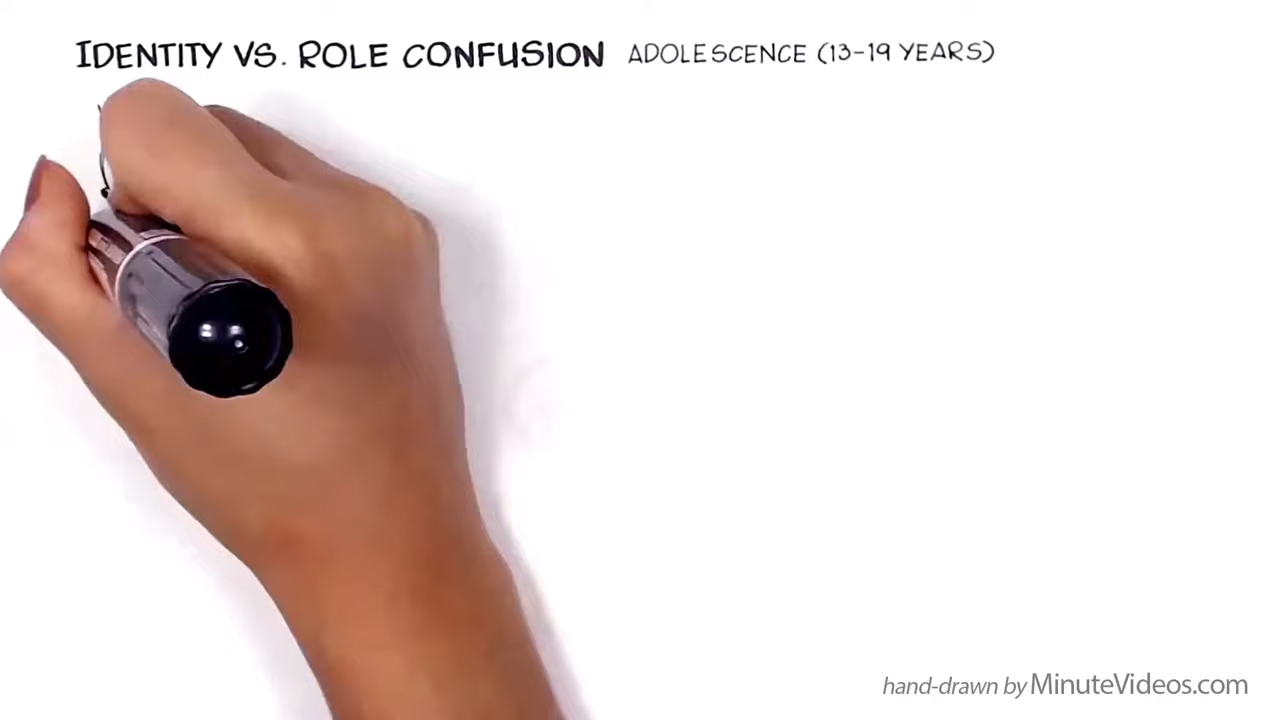 IDENTITY VS. ROLE CONFUSION ADOLESCENCE (13-19 YEARS)
hand-drawn by MinuteVideos.com